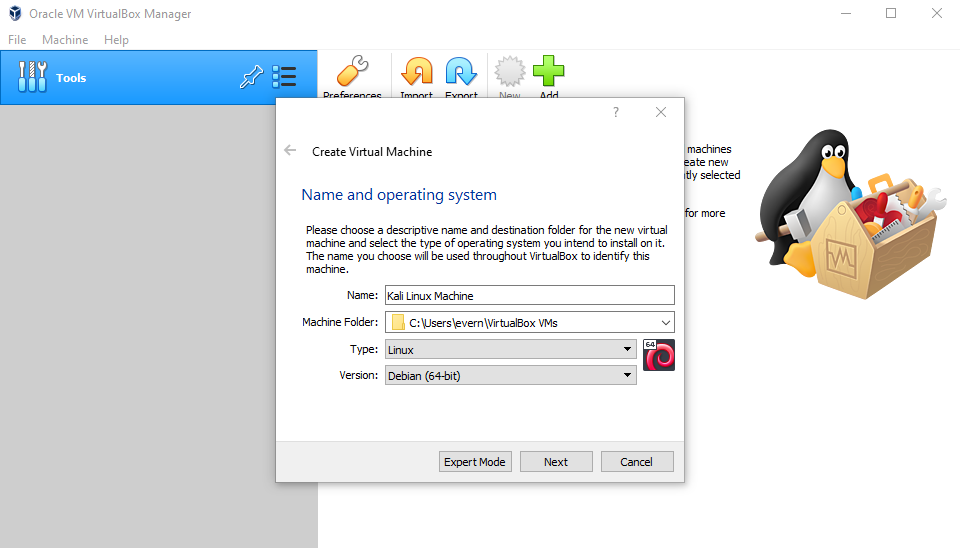 Oracle VM VirtualBox Manager
File Machine Help
Tools
Preferences Import Export New Add
machines
eate new
tly selected
for more
?
Create Virtual Machine
Name and operating system
Please choose a descriptive name and destination folder for the new virtual
machine and select the type of operating system you intend to install on it.
The name you choose will be used throughout VirtualBox to identify this
machine.
Name: Kali Linux Machine
Machine Folder: C:\Users\evern\VirtualBox VMs
Type: Linux
64
Version: Debian (64-bit)
Expert Mode Next Cancel